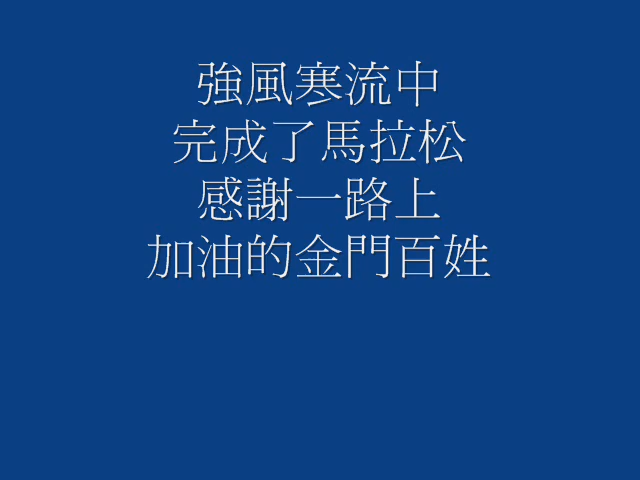 強風寒流中
完成了馬拉松
感謝一路上
加油的金門百姓